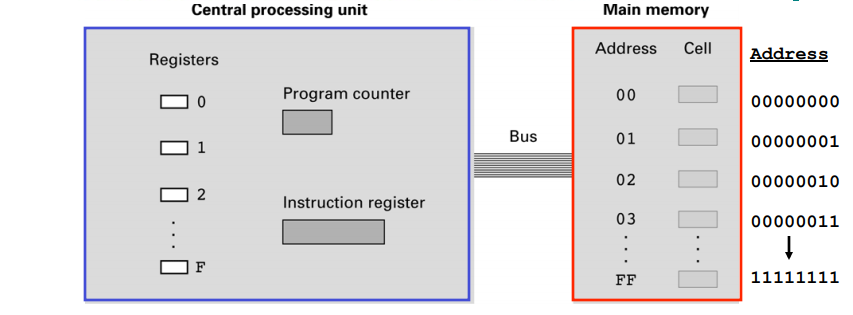 Central processing unit
Registers
0
1
2
F
Program counter
Instruction register
Bus
Main memory
Address Cell
00
01
02
03
FF
Address
00000000
00000001
00000010
00000011
11111111